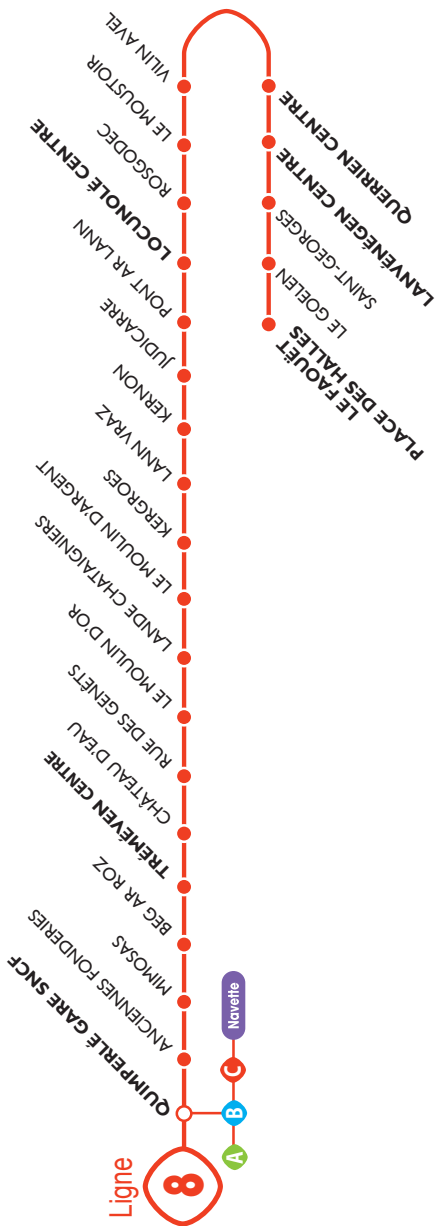 Ligne
8
A
B
C
Navette
QUIMPERLÉ GARE SNCF
ANCIENNES FONDERIES
MIMOSAS
BEG AR ROZ
TRÉMÉVEN CENTRE
CHÂTEAU D'EAU
RUE DES GENÊTS
LE MOULIN D'OR
LANDE CHATAIGNIERS
LE MOULIN D'ARGENT
KERGROES
LANN VRAZ
KERNON
JUDICARRE
PONT AR LANN
LOCUNOLÉ CENTRE
ROSGODEC
LE MOUSTOIR
VILIN AVEL
QUERRIEN CENTRE
LANVÉNÉGEN CENTRE
SAINT-GEORGES
LE GOELEN
LE FAOUËT
PLACE DES HALLES